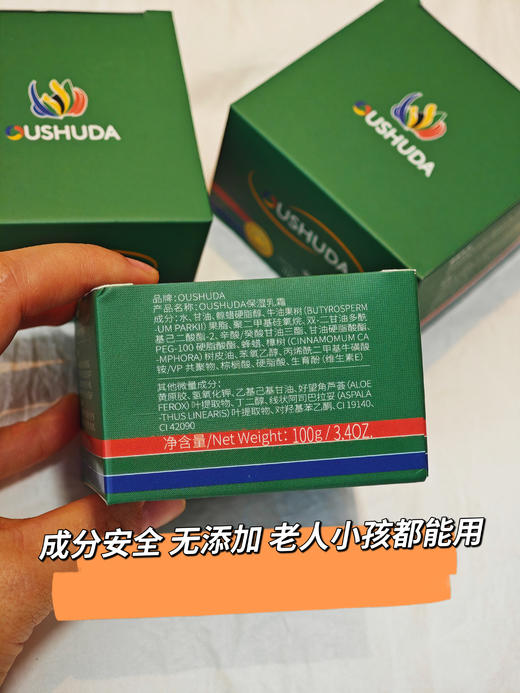 OUSHUDA
OUSHUDA
OUSHUDA
品牌：OUSHUDA
产品名称：OUSHUDA保湿乳霜
成分：水、甘油、鲸蜡硬脂醇、牛油果树（BUTYROSPERM
-UM PARKII）果脂、聚二甲基硅氧烷、双-二甘油多酰
基己二酸酯-2、辛酸/癸酸甘油三酯、甘油硬脂酸酯、
PEG-100 硬脂酸酯、蜂蜡、樟树（CINNAMOMUM CA
-MPHORA）树皮油、苯氧乙醇、丙烯酰二甲基牛磺酸
铵/VP 共聚物、棕榈酸、硬脂酸、生育酚（维生素E）
其他微量成分：
黄原胶、氢氧化钾、乙基己基甘油、好望角芦荟（ALOE
FEROX）叶提取物、丁二醇、线状阿司巴拉妥（ASPALA
-THUS LINEARIS）叶提取物、对羟基苯乙酮、CI 19140、
CI 42090
净含量/Net Weight：100g / 3.4OZ.
成分安全 无添加 老人小孩都能用